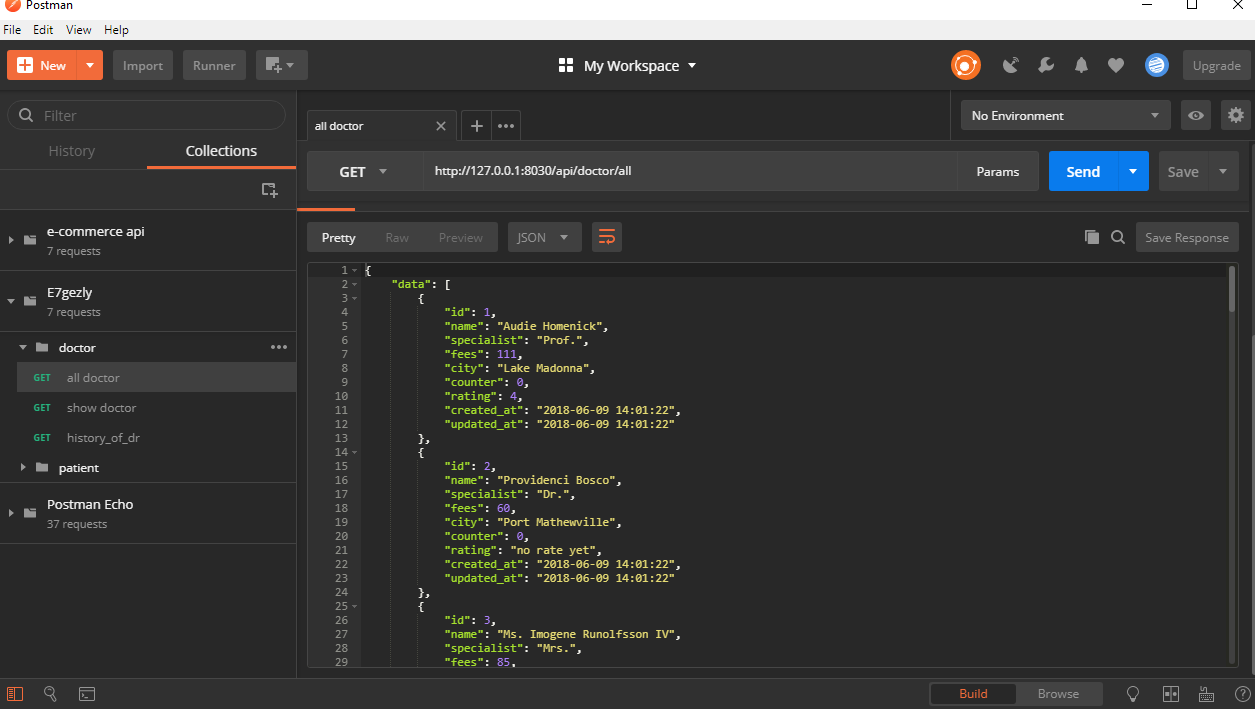 Postman
File Edit View Help
New Import Runner My Workspace Upgrade
Filter
History Collections
e-commerce api
7 requests
E7gezly
7 requests
doctor
GET all doctor
GET show doctor
GET history_of_dr
patient
Postman Echo
37 requests
all doctor No Environment
GET http://127.0.0.1:8030/api/doctor/all Params Send Save
Pretty Raw Preview JSON Save Response
1 {
2 "data": [
3 {
4 "id": 1,
5 "name": "Audie Homenick",
6 "specialist": "Prof.",
7 "fees": 111,
8 "city": "Lake Madonna",
9 "counter": 0,
10 "rating": 4,
11 "created_at": "2018-06-09 14:01:22",
12 "updated_at": "2018-06-09 14:01:22"
13 },
14 {
15 "id": 2,
16 "name": "Providenci Bosco",
17 "specialist": "Dr.",
18 "fees": 60,
19 "city": "Port Mathewville",
20 "counter": 0,
21 "rating": "no rate yet",
22 "created_at": "2018-06-09 14:01:22",
23 "updated_at": "2018-06-09 14:01:22"
24 },
25 {
26 "id": 3,
27 "name": "Ms. Imogene Runolfsson IV",
28 "specialist": "Mrs.",
29 "fees": 85,
Build Browse